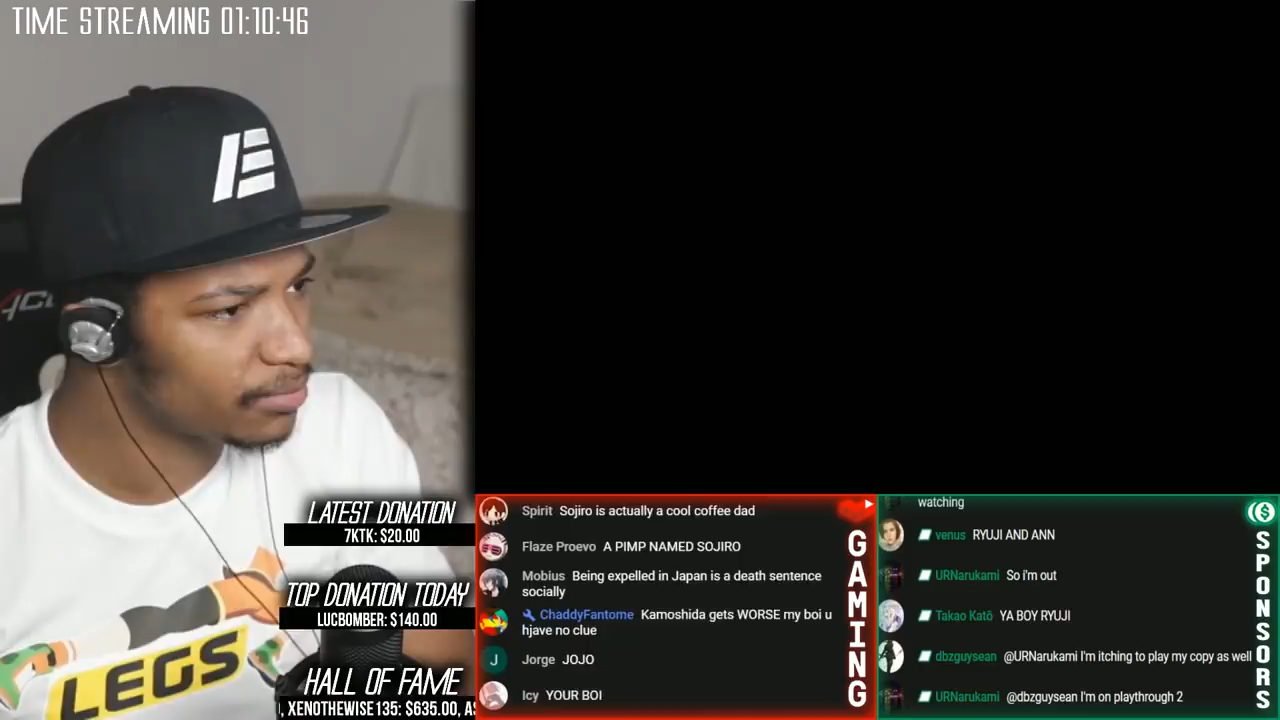 TIME STREAMING 01:10:46
LATEST DONATION
7KTK: $20.00
TOP DONATION TODAY
LUCBOMBER: $140.00
HALL OF FAME
, XENOTHEWISE135: $635.00, AS
LEGS
Spirit Sojiro is actually a cool coffee dad
Flaze Proevo A PIMP NAMED SOJIRO
Mobius Being expelled in Japan is a death sentence
socially
ChaddyFantome Kamoshida gets WORSE my boi u
hjave no clue
J Jorge JOJO
Icy YOUR BOI
GAMING
watching
venus RYUJI AND ANN
URNarukami So i'm out
Takao Katō YA BOY RYUJI
dbzguysean @URNarukami I'm itching to play my copy as well
URNarukami @dbzguysean I'm on playthrough 2
SPONSORS